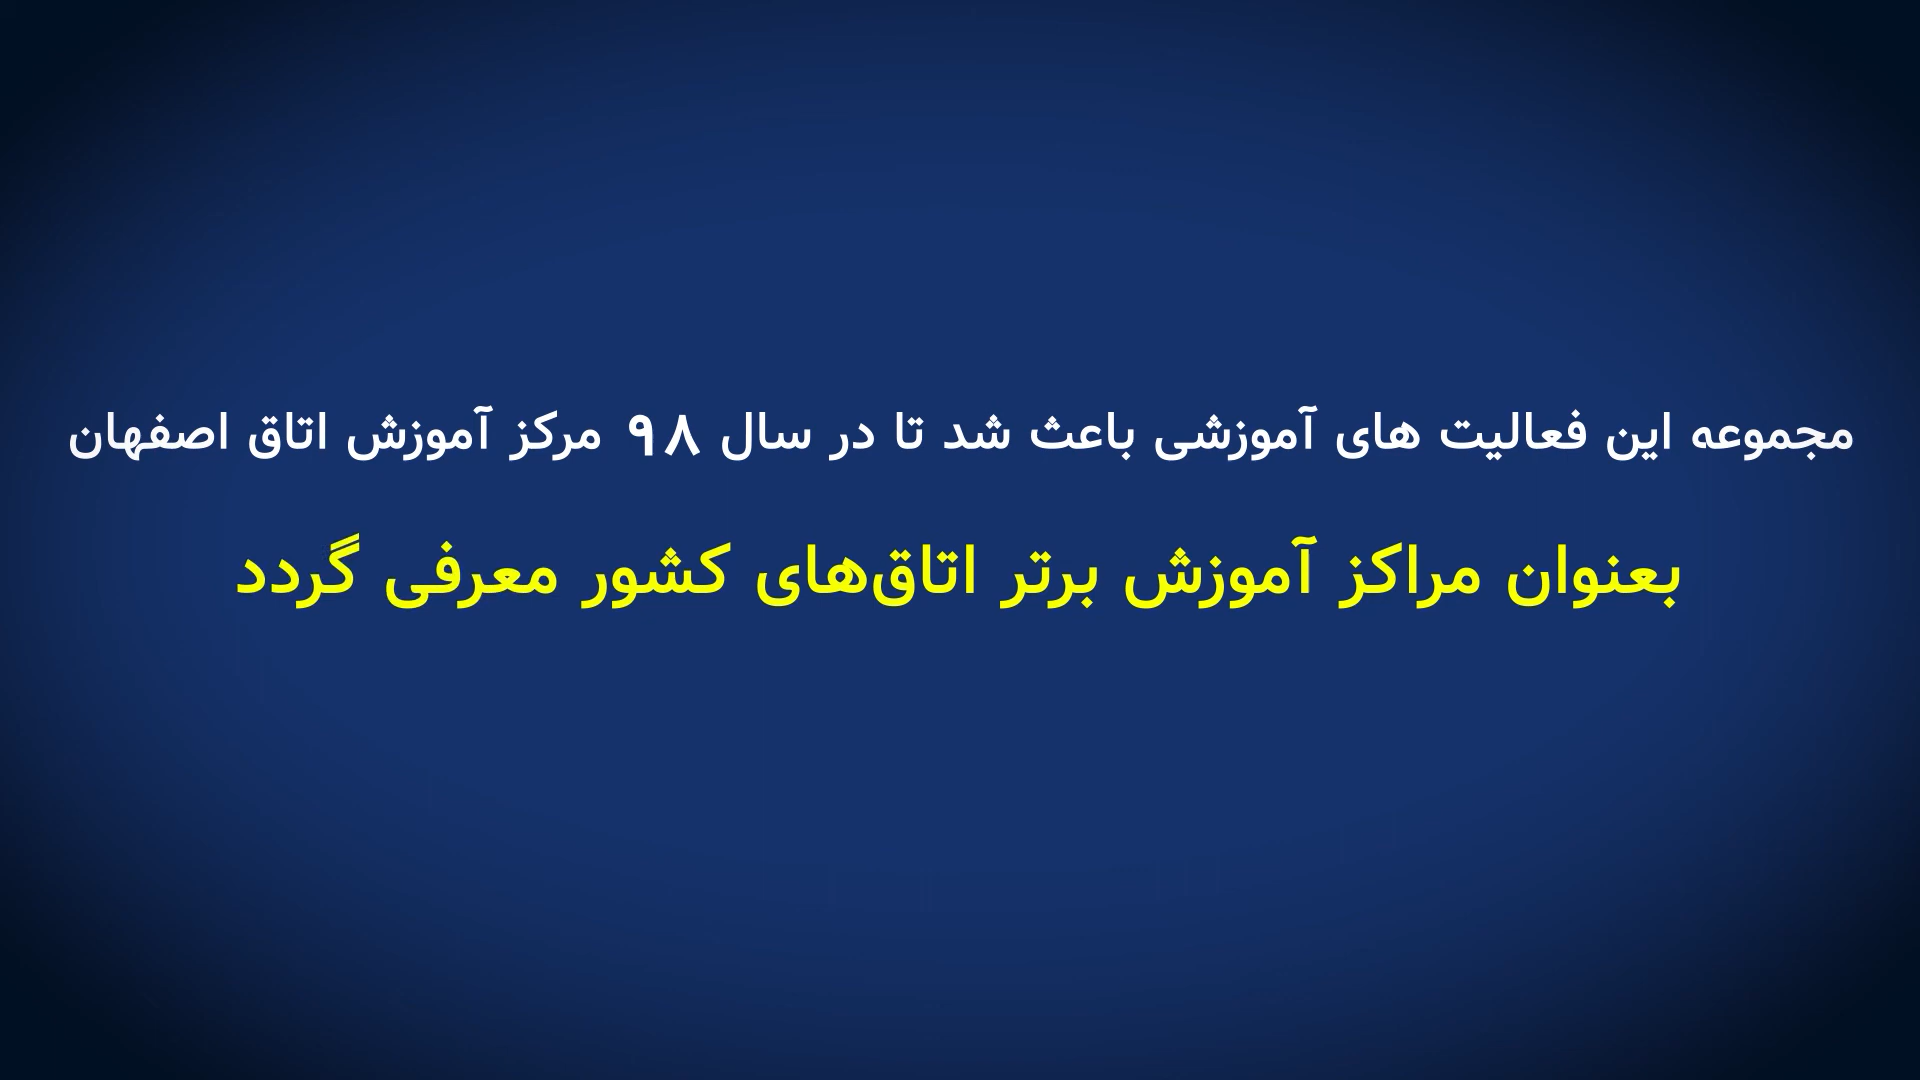 مجموعه این فعالیت های آموزشی باعث شد تا در سال ۹۸ مرکز آموزش اتاق اصفهان
بعنوان مراکز آموزش برتر اتاق‌های کشور معرفی گردد